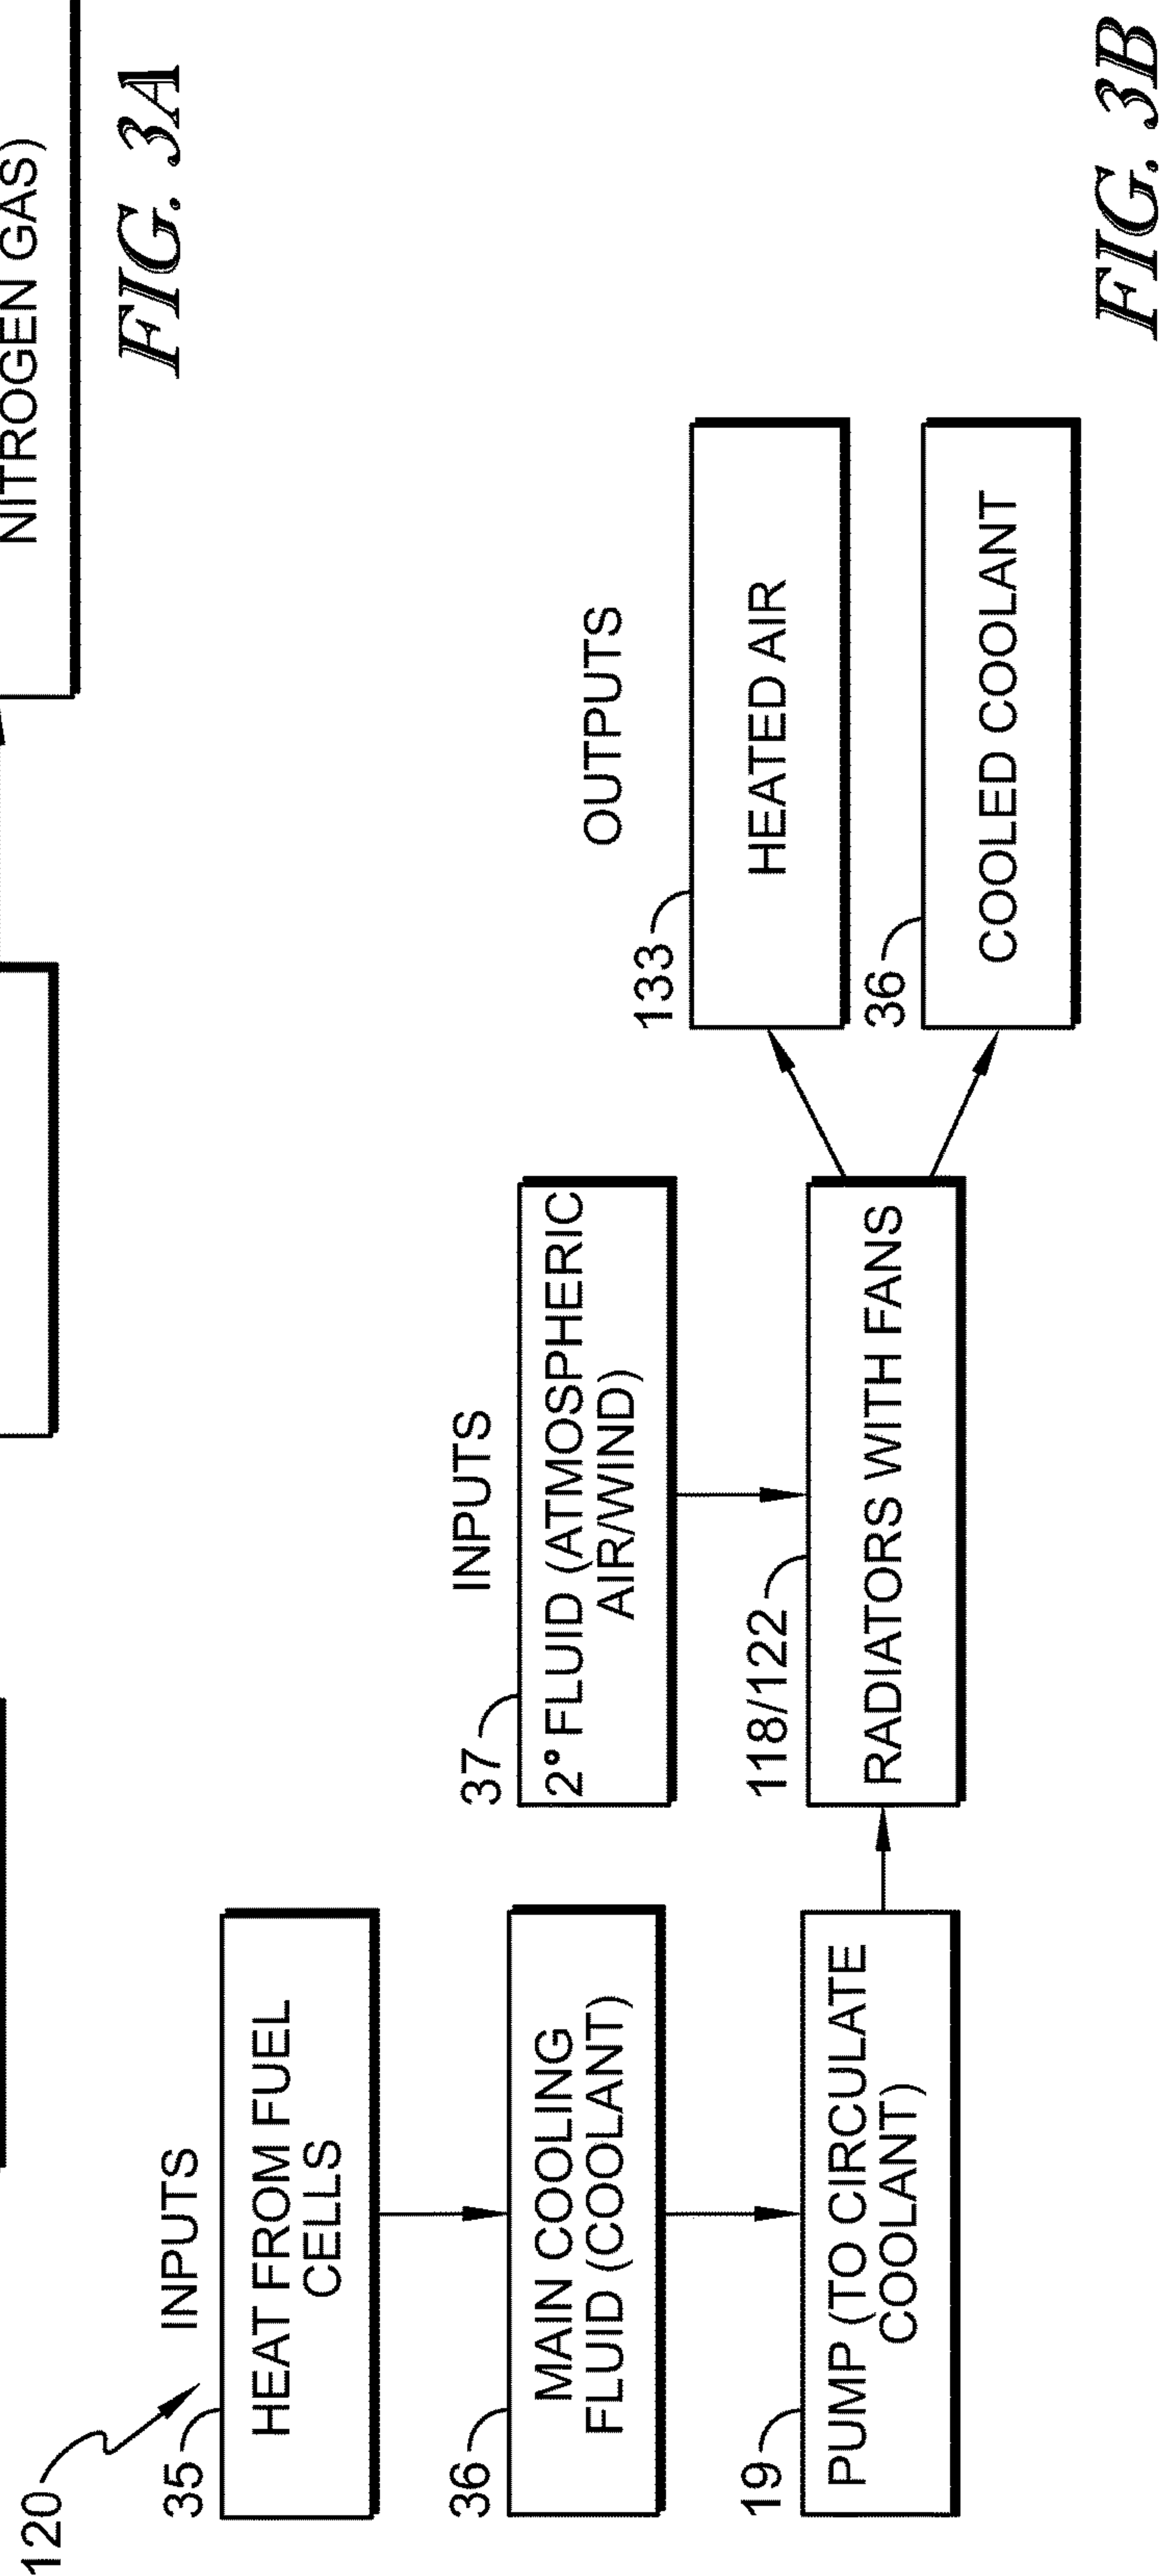 NITROGEN GAS)
FIG. 3A
120
INPUTS
35
HEAT FROM FUEL
CELLS
36
MAIN COOLING
FLUID (COOLANT)
19
PUMP (TO CIRCULATE
COOLANT)
INPUTS
37
2° FLUID (ATMOSPHERIC
AIR/WIND)
118/122
RADIATORS WITH FANS
OUTPUTS
133
HEATED AIR
36
COOLED COOLANT
FIG. 3B